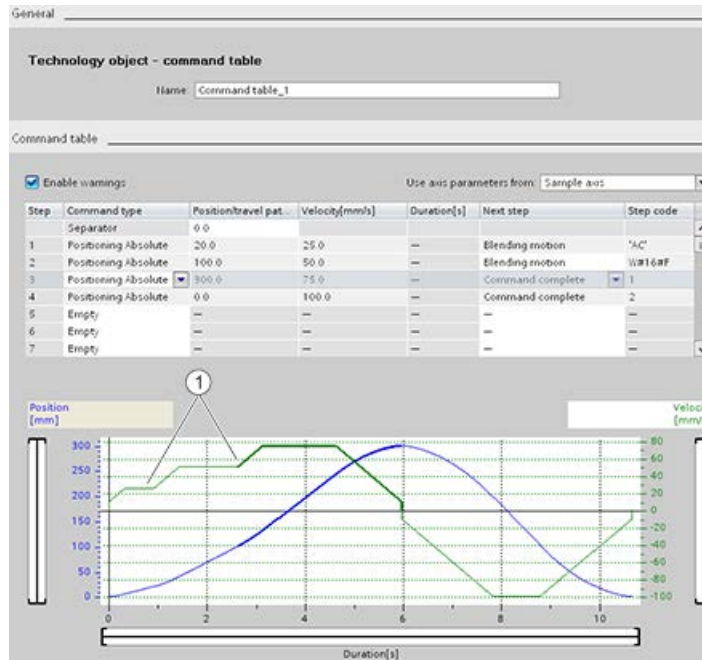 General
Technology object - command table
Name: Command table_1
Command table
Enable warnings Use axis parameters from: Sample axis
Step Command type Position/travel pat... Velocity[mm/s] Duration[s] Next step Step code
Separator 0.0
1 Positioning Absolute 20.0 25.0 — Blending motion "AC"
2 Positioning Absolute 100.0 50.0 — Blending motion W#16#F
3 Positioning Absolute 300.0 75.0 — Command complete 1
4 Positioning Absolute 0.0 100.0 — Command complete 2
5 Empty — — — — —
6 Empty — — — — —
7 Empty — — — — —
1
Position Veloci
[mm] [mm/
300 80
250 60
200 40
150 20
100 0
50 -20
0 -40
-60
-80
-100
0 2 4 6 8 10
Duration[s]